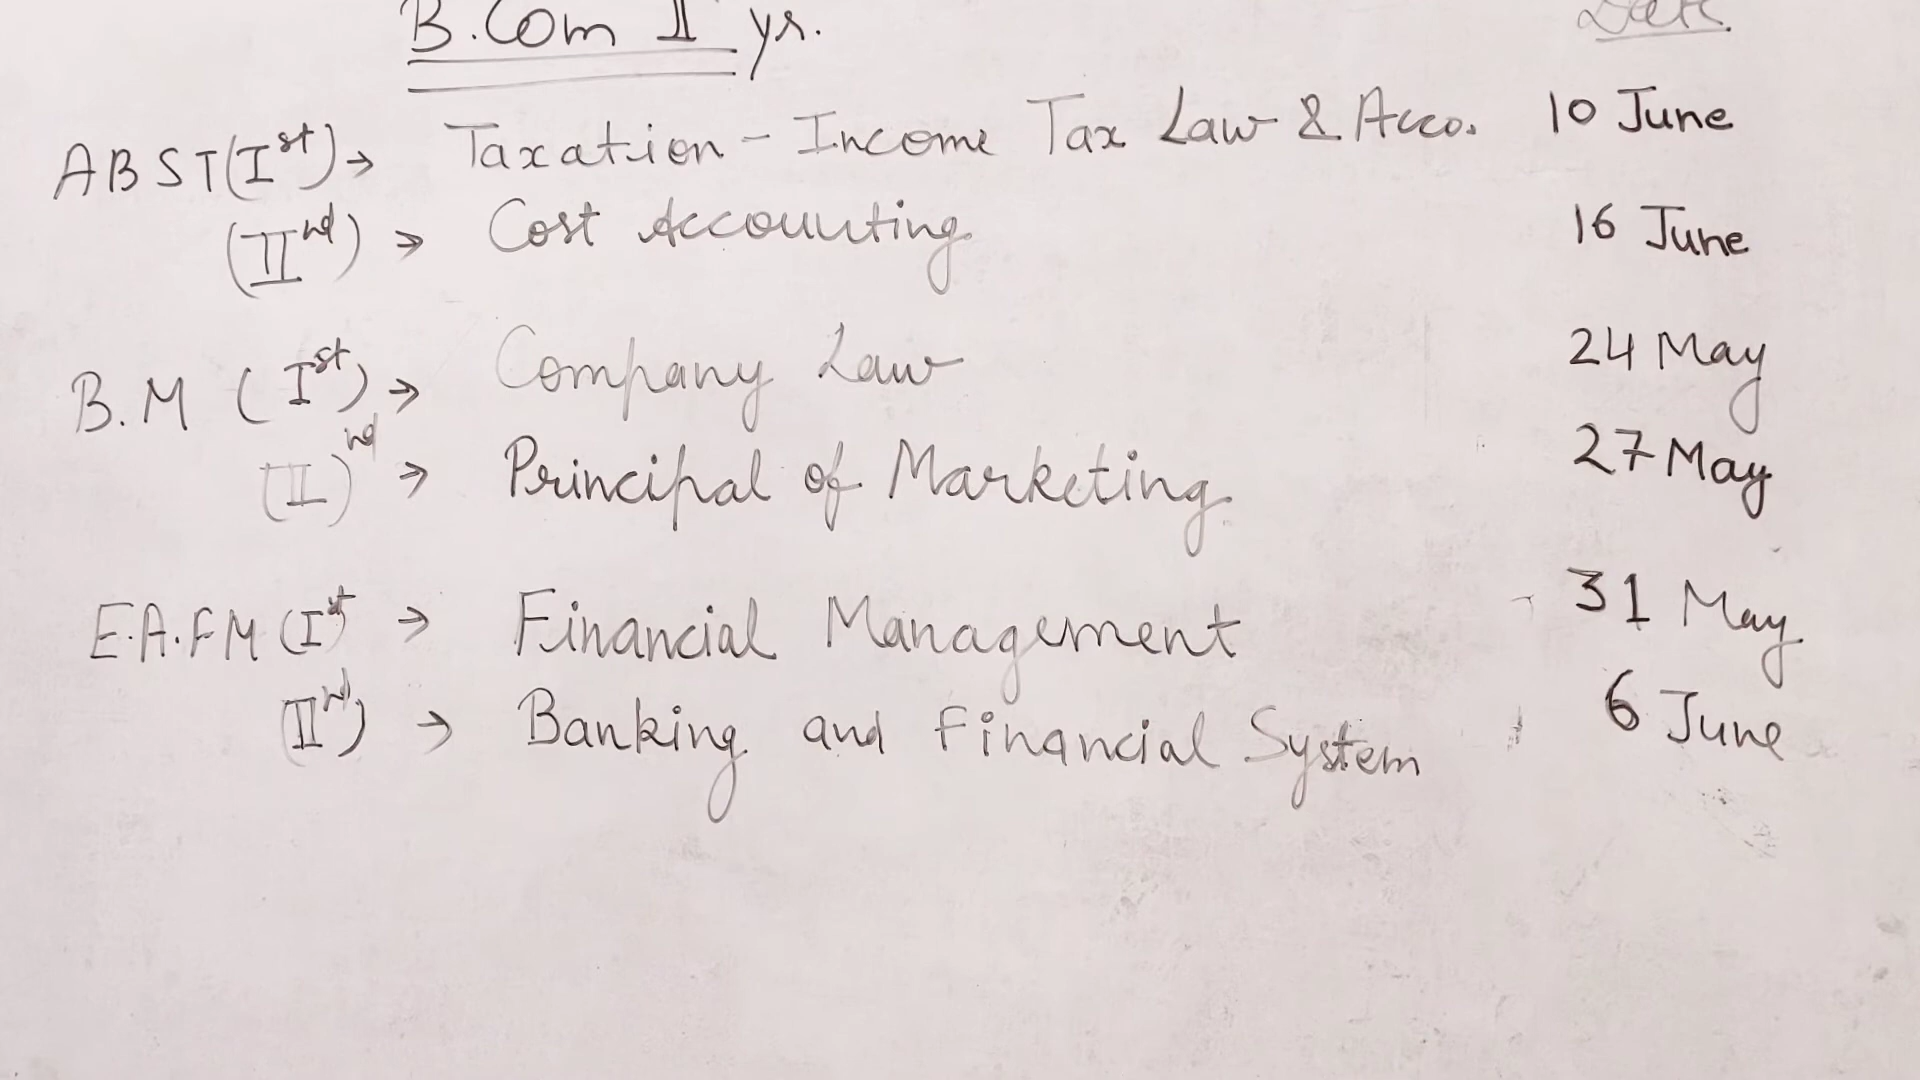 B.Com II yr. Date
ABST(Ist) → Taxation - Income Tax Law & Acco. 10 June
(IInd) → Cost Accounting 16 June
B.M (Ist) → Company Law 24 May
(II)nd → Principal of Marketing 27 May
E.A.FM (Ist → Financial Management 31 May
(IInd) → Banking and Financial System 6 June